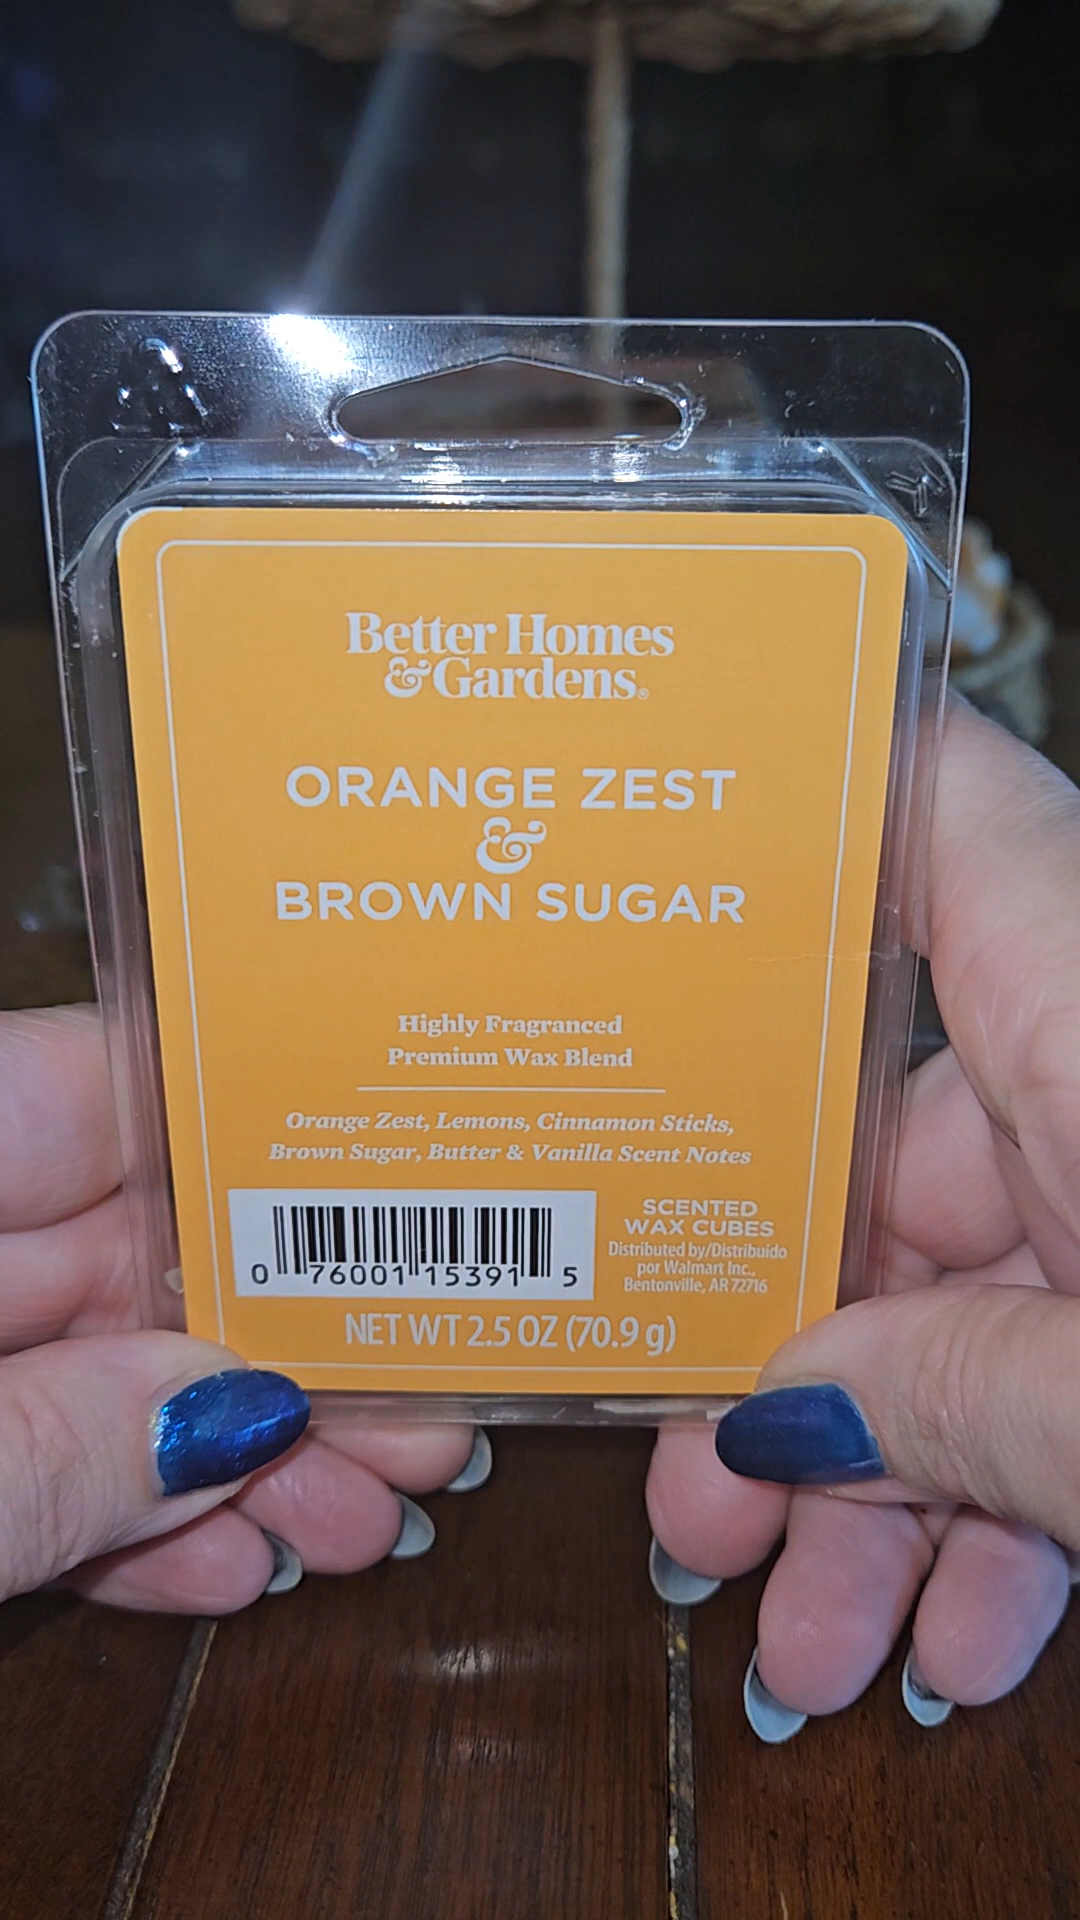 Better Homes
& Gardens®
ORANGE ZEST
&
BROWN SUGAR
Highly Fragranced
Premium Wax Blend
Orange Zest, Lemons, Cinnamon Sticks,
Brown Sugar, Butter & Vanilla Scent Notes
0 76001 15391 5
SCENTED
WAX CUBES
Distributed by/Distribuido
por Walmart Inc.,
Bentonville, AR 72716
NET WT 2.5 OZ (70.9 g)